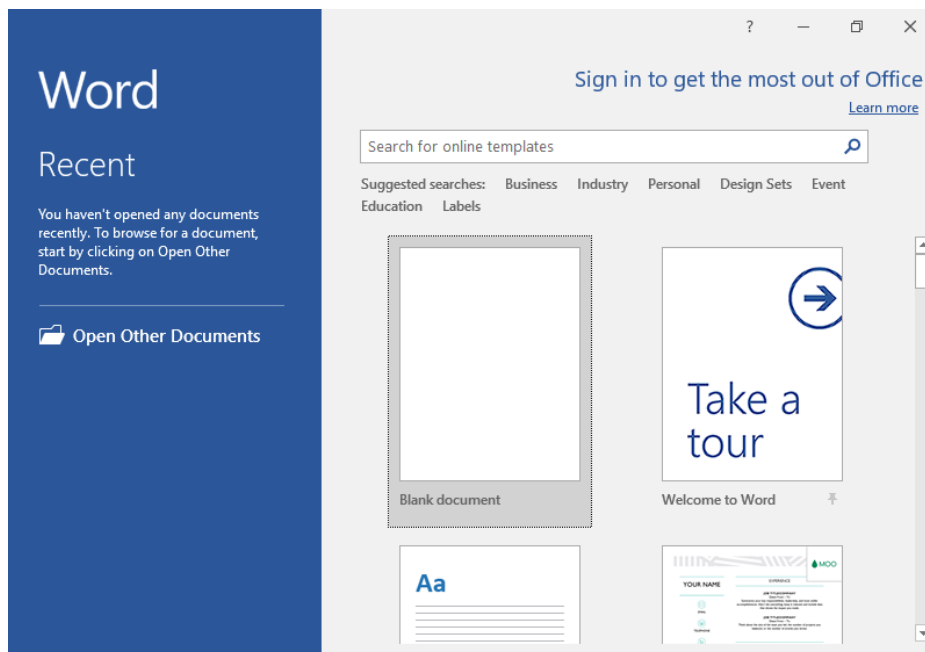 ?
Word
Sign in to get the most out of Office
Learn more
Recent
Search for online templates
Suggested searches: Business Industry Personal Design Sets Event
Education Labels
You haven't opened any documents
recently. To browse for a document,
start by clicking on Open Other
Documents.
Open Other Documents
Take a
tour
Blank document
Welcome to Word
Aa
MOO
YOUR NAME
EXPERIENCE